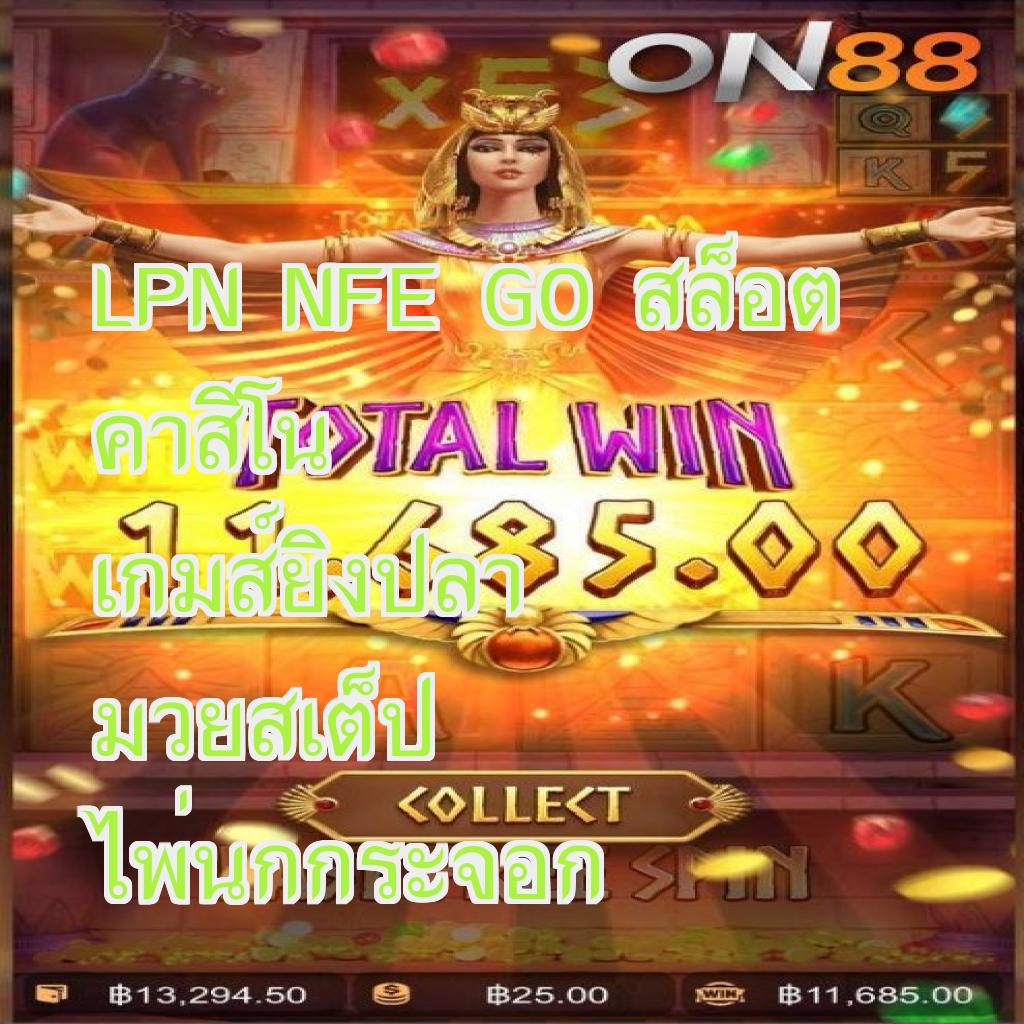 ON88
x53
Q
K 5
LPN NFE GO สล็อต
คาสิโน
TOTAL WIN
11,685.00
เกมส์ยิงปลา
K
มวยสเต็ป
COLLECT
ไพ่นกกระจอก
SPIN
฿13,294.50 ฿25.00 WIN ฿11,685.00